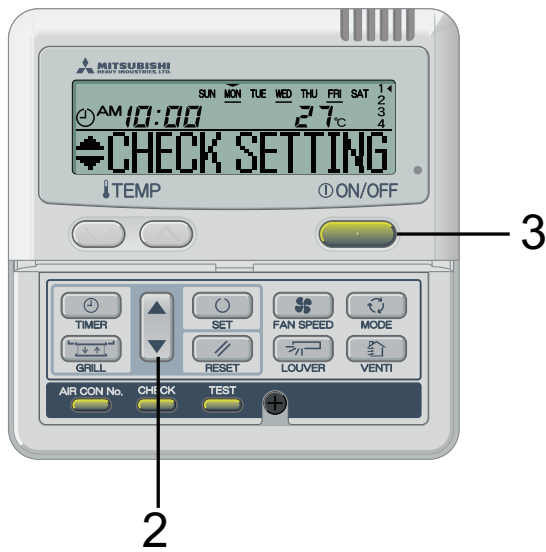 MITSUBISHI
HEAVY INDUSTRIES, LTD.
SUN MON TUE WED THU FRI SAT 1
2
3
4
AM 10:00 27℃
CHECK SETTING
TEMP
ON/OFF
3
TIMER
SET
FAN SPEED
MODE
GRILL
RESET
LOUVER
VENTI
AIR CON No.
CHECK
TEST
2